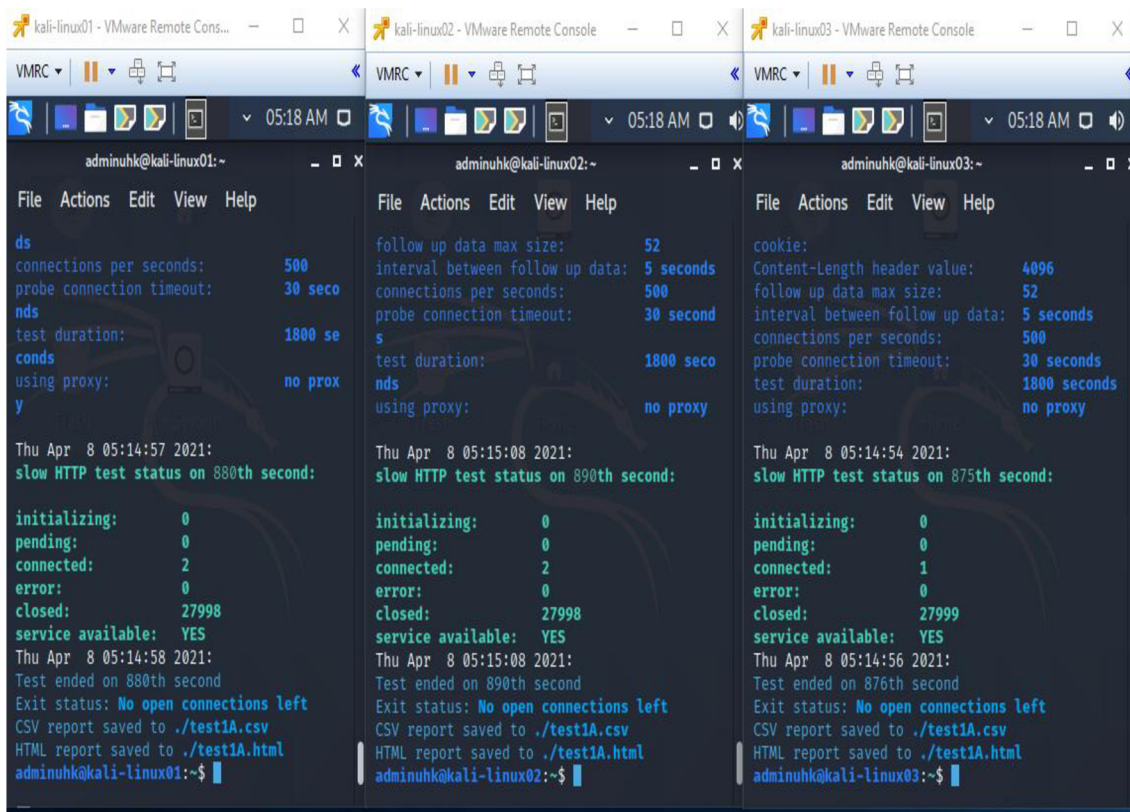 kali-linux01 - VMware Remote Cons...
VMRC
05:18 AM
adminuhk@kali-linux01:~
File Actions Edit View Help
ds
connections per seconds: 500
probe connection timeout: 30 seco
nds
test duration: 1800 se
conds
using proxy: no prox
y
Thu Apr 8 05:14:57 2021:
slow HTTP test status on 880th second:
initializing: 0
pending: 0
connected: 2
error: 0
closed: 27998
service available: YES
Thu Apr 8 05:14:58 2021:
Test ended on 880th second
Exit status: No open connections left
CSV report saved to ./test1A.csv
HTML report saved to ./test1A.html
adminuhk@kali-linux01:~$
kali-linux02 - VMware Remote Console
VMRC
05:18 AM
adminuhk@kali-linux02:~
File Actions Edit View Help
follow up data max size: 52
interval between follow up data: 5 seconds
connections per seconds: 500
probe connection timeout: 30 second
s
test duration: 1800 seco
nds
using proxy: no proxy
Thu Apr 8 05:15:08 2021:
slow HTTP test status on 890th second:
initializing: 0
pending: 0
connected: 2
error: 0
closed: 27998
service available: YES
Thu Apr 8 05:15:08 2021:
Test ended on 890th second
Exit status: No open connections left
CSV report saved to ./test1A.csv
HTML report saved to ./test1A.html
adminuhk@kali-linux02:~$
kali-linux03 - VMware Remote Console
VMRC
05:18 AM
adminuhk@kali-linux03:~
File Actions Edit View Help
cookie:
Content-Length header value: 4096
follow up data max size: 52
interval between follow up data: 5 seconds
connections per seconds: 500
probe connection timeout: 30 seconds
test duration: 1800 seconds
using proxy: no proxy
Thu Apr 8 05:14:54 2021:
slow HTTP test status on 875th second:
initializing: 0
pending: 0
connected: 1
error: 0
closed: 27999
service available: YES
Thu Apr 8 05:14:56 2021:
Test ended on 876th second
Exit status: No open connections left
CSV report saved to ./test1A.csv
HTML report saved to ./test1A.html
adminuhk@kali-linux03:~$